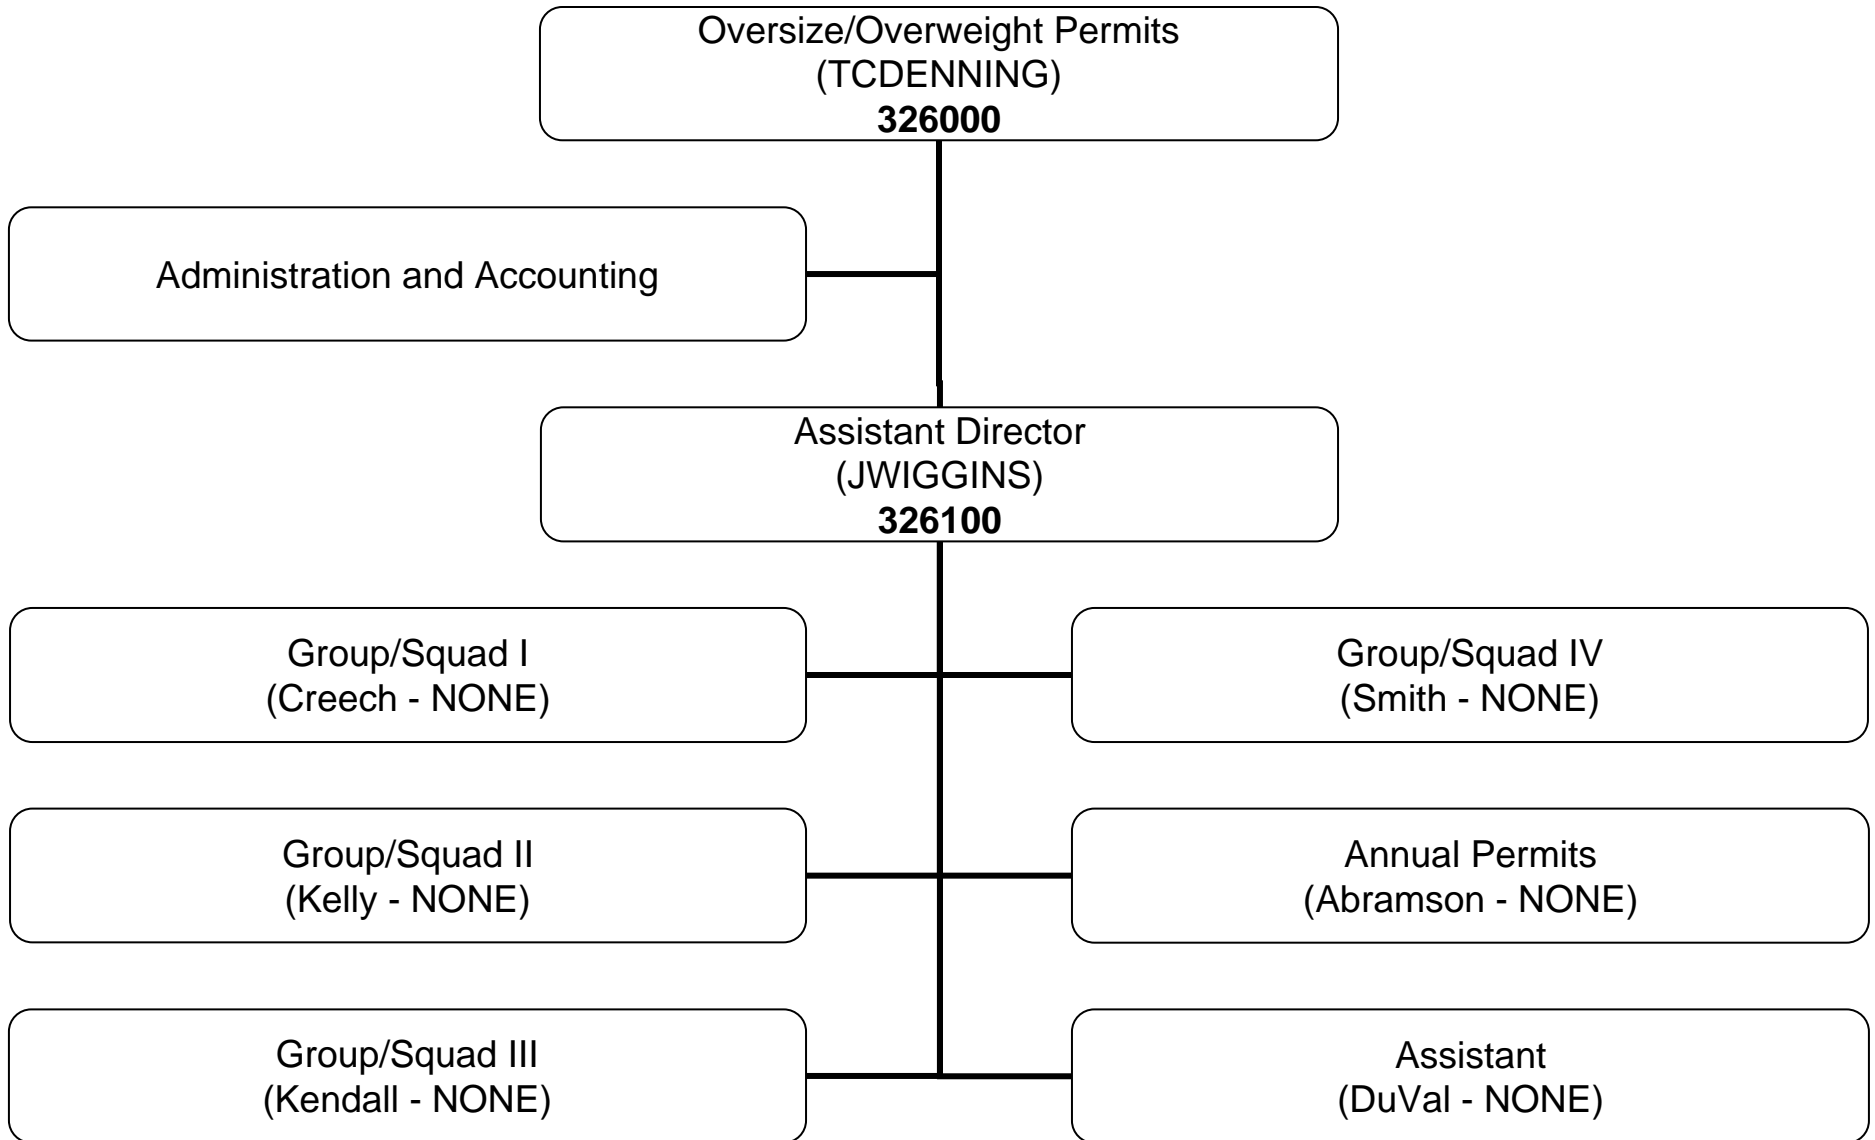 Oversize/Overweight Permits
(TCDENNING)
326000
Administration and Accounting
Assistant Director
(JWIGGINS)
326100
Group/Squad I
(Creech - NONE)
Group/Squad IV
(Smith - NONE)
Group/Squad II
(Kelly - NONE)
Annual Permits
(Abramson - NONE)
Group/Squad III
(Kendall - NONE)
Assistant
(DuVal - NONE)